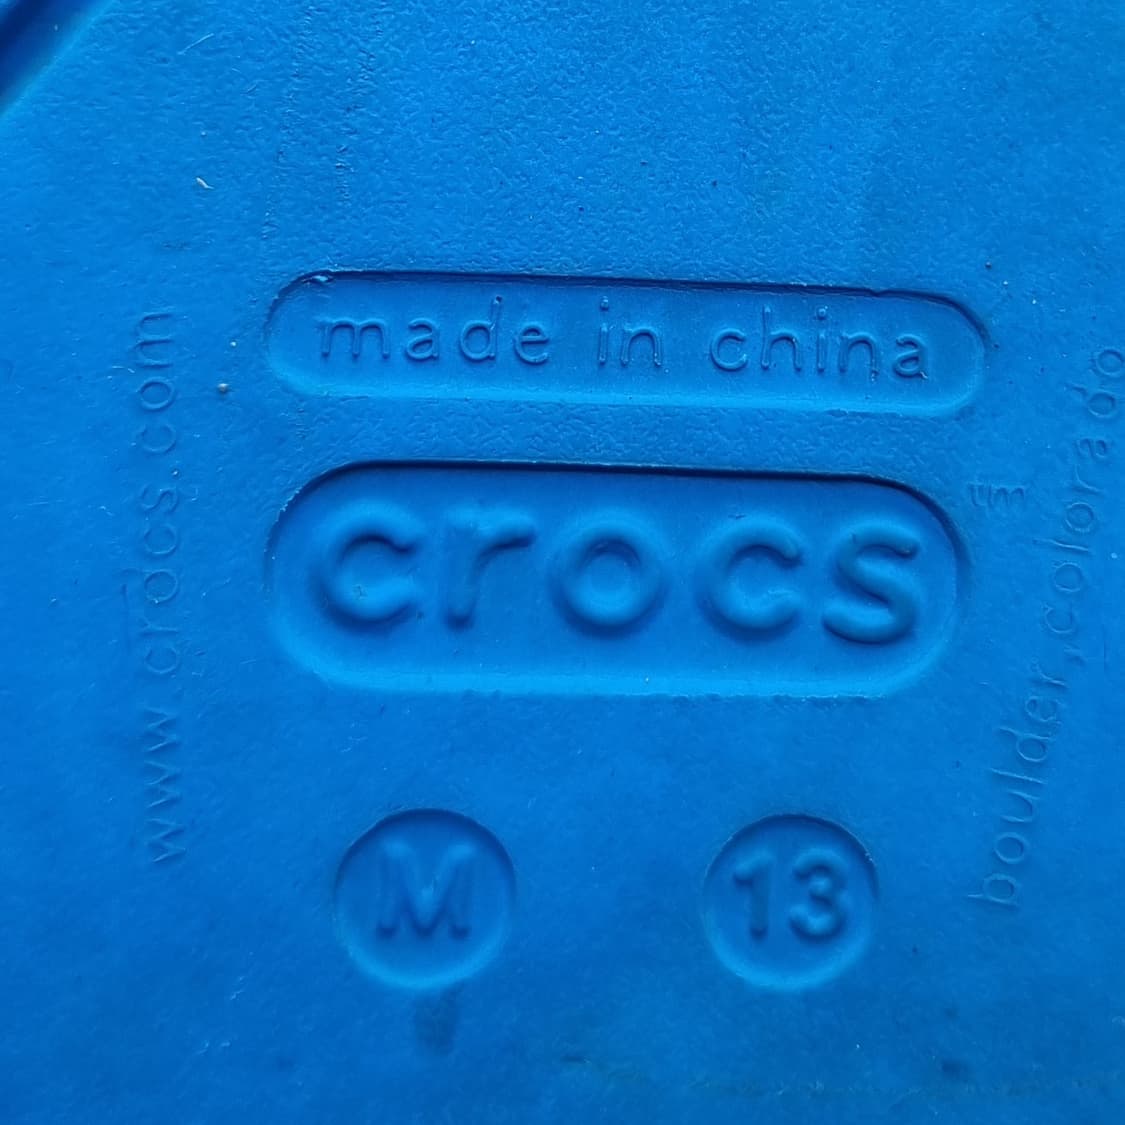 made in china
crocs
tm
www.crocs.com
boulder,colorado
M
13